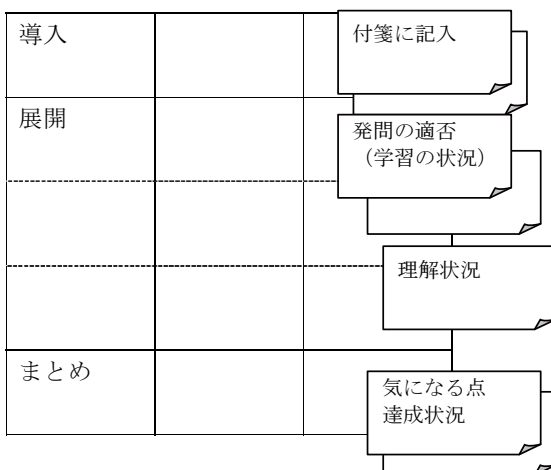 導入
付箋に記入
展開
発問の適否
(学習の状況)
理解状況
まとめ
気になる点
達成状況